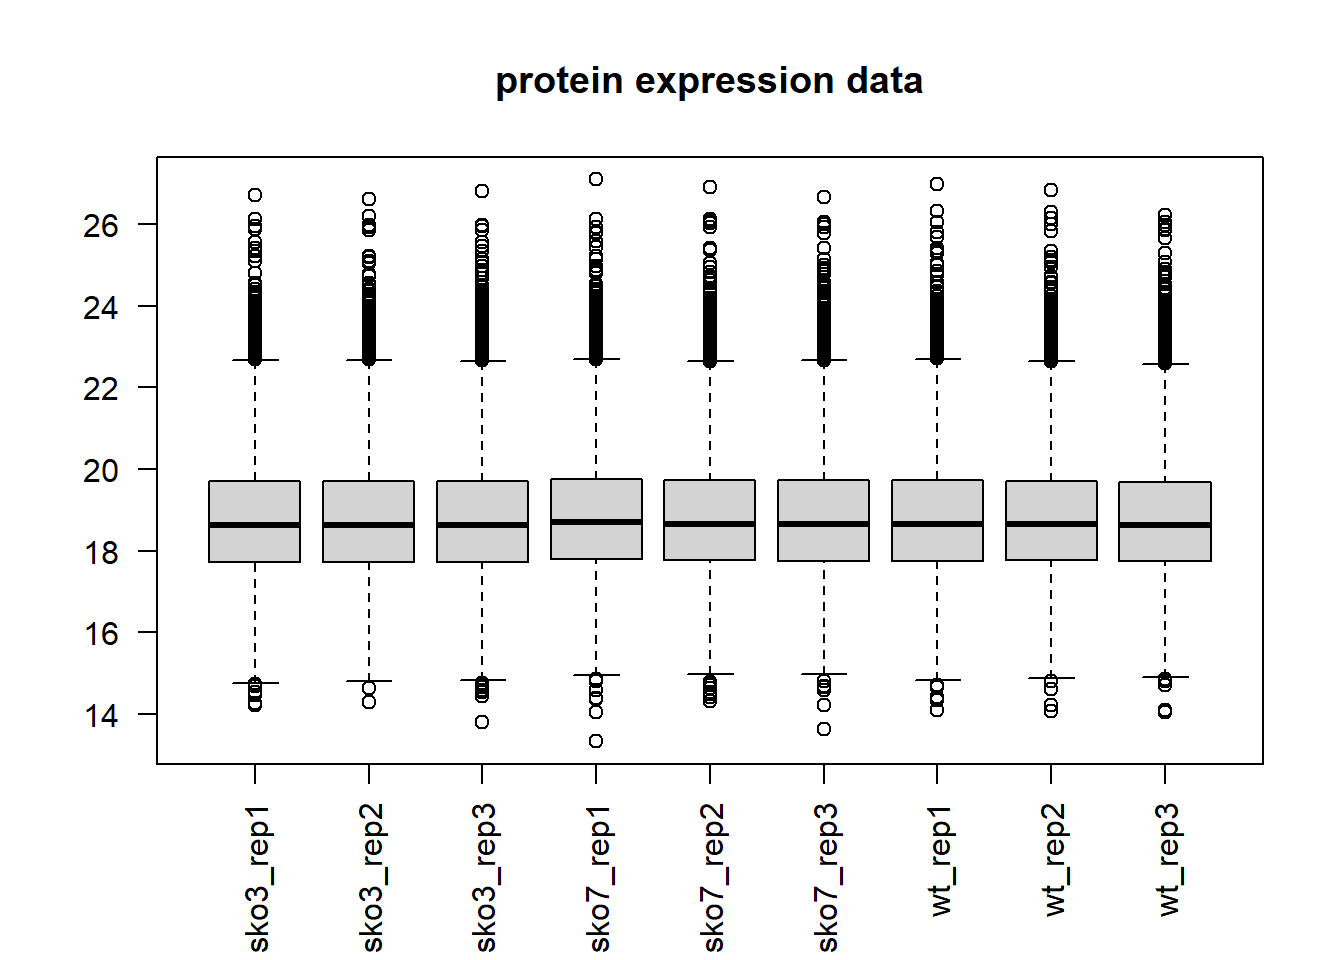 protein expression data
26
24
22
20
18
16
14
sko3_rep1
sko3_rep2
sko3_rep3
sko7_rep1
sko7_rep2
sko7_rep3
wt_rep1
wt_rep2
wt_rep3